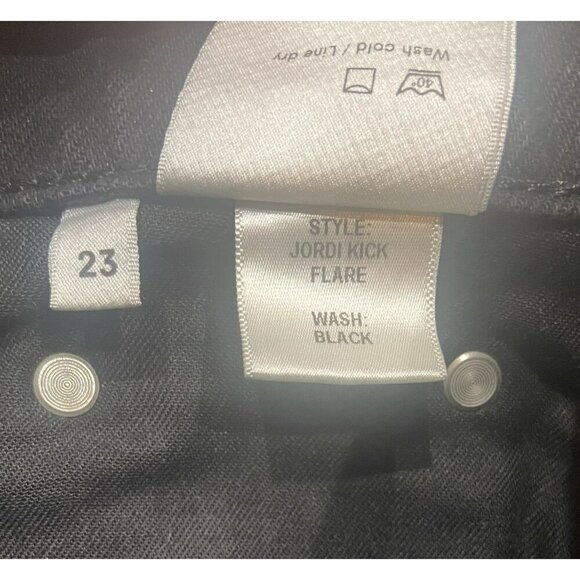 Wash cold / Line dry
40°
23
STYLE:
JORDI KICK
FLARE
WASH:
BLACK